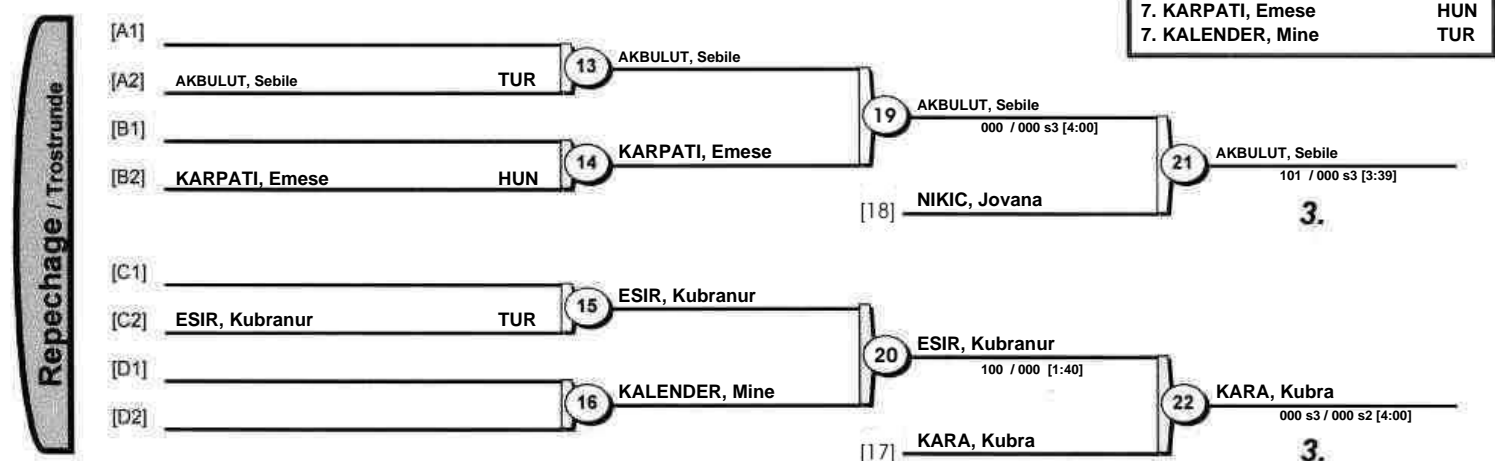 7. KARPATI, Emese HUN
7. KALENDER, Mine TUR
Repechage / Trostrunde
[A1]
[A2] AKBULUT, Sebile TUR
13 AKBULUT, Sebile
[B1]
[B2] KARPATI, Emese HUN
14 KARPATI, Emese
19 AKBULUT, Sebile
000 / 000 s3 [4:00]
[18] NIKIC, Jovana
21 AKBULUT, Sebile
101 / 000 s3 [3:39]
3.
[C1]
[C2] ESIR, Kubranur TUR
15 ESIR, Kubranur
[D1]
[D2]
16 KALENDER, Mine
20 ESIR, Kubranur
100 / 000 [1:40]
[17] KARA, Kubra
22 KARA, Kubra
000 s3 / 000 s2 [4:00]
3.